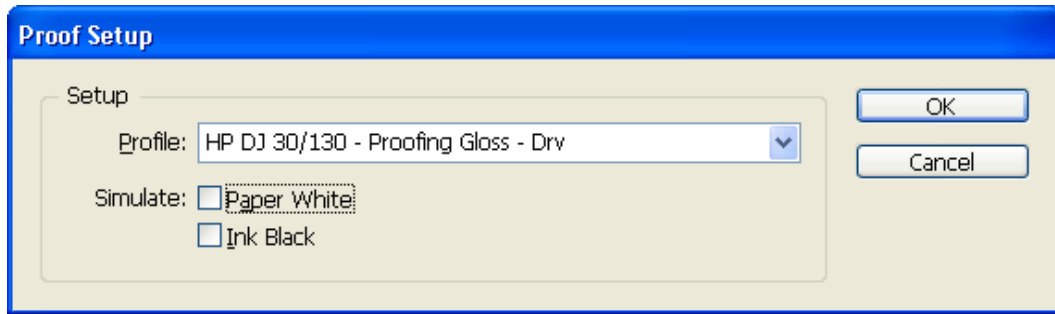 Proof Setup
Setup
OK
Profile: HP DJ 30/130 - Proofing Gloss - Drv
Cancel
Simulate: Paper White
Ink Black